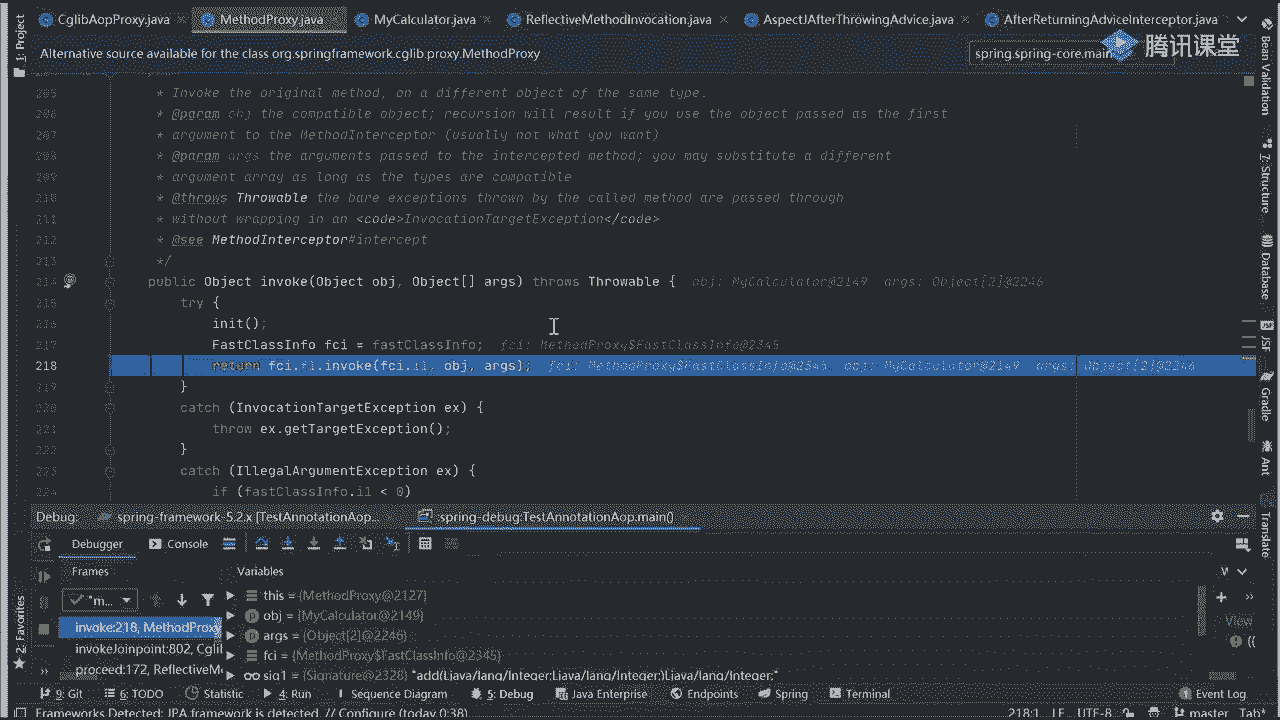 CglibAopProxy.java
MethodProxy.java
MyCalculator.java
ReflectiveMethodInvocation.java
AspectJAfterThrowingAdvice.java
AfterReturningAdviceInterceptor.java
1: Project
Alternative source available for the class org.springframework.cglib.proxy.MethodProxy
spring.spring-core.main
腾讯课堂
Bean Validation
7: Structure
Database
JSF
Gradle
Ant
Translate
205 * Invoke the original method, on a different object of the same type.
206 * @param obj the compatible object; recursion will result if you use the object passed as the first
207 * argument to the MethodInterceptor (usually not what you want)
208 * @param args the arguments passed to the intercepted method; you may substitute a different
209 * argument array as long as the types are compatible
210 * @throws Throwable the bare exceptions thrown by the called method are passed through
211 * without wrapping in an <code>InvocationTargetException</code>
212 * @see MethodInterceptor#intercept
213 */
214 public Object invoke(Object obj, Object[] args) throws Throwable { obj: MyCalculator@2149 args: Object[2]@2246
215 try {
216 init();
217 FastClassInfo fci = fastClassInfo; fci: MethodProxy$FastClassInfo@2345
218 return fci.f1.invoke(fci.i1, obj, args); fci: MethodProxy$FastClassInfo@2345 obj: MyCalculator@2149 args: Object[2]@2246
219 }
220 catch (InvocationTargetException ex) {
221 throw ex.getTargetException();
222 }
223 catch (IllegalArgumentException ex) {
224 if (fastClassInfo.i1 < 0)
Debug: spring-framework-5.2.x [TestAnnotationAop... spring-debug:TestAnnotationAop.main()
Debugger
Console
Frames
Variables
"m...
invoke:218, MethodProxy
invokeJoinpoint:802, Cgli
proceed:172, ReflectiveMe
this = {MethodProxy@2127}
obj = {MyCalculator@2149}
args = {Object[2]@2246}
fci = {MethodProxy$FastClassInfo@2345}
sig1 = {Signature@2328} "add(Ljava/lang/Integer;Ljava/lang/Integer;)Ljava/lang/Integer;"
View
2: Favorites
9: Git
6: TODO
Statistic
4: Run
Sequence Diagram
5: Debug
Java Enterprise
Endpoints
Spring
Terminal
1 Event Log
Frameworks Detected: JPA framework is detected. // Configure (today 0:38)
218:1 LF UTF-8 Tab* master